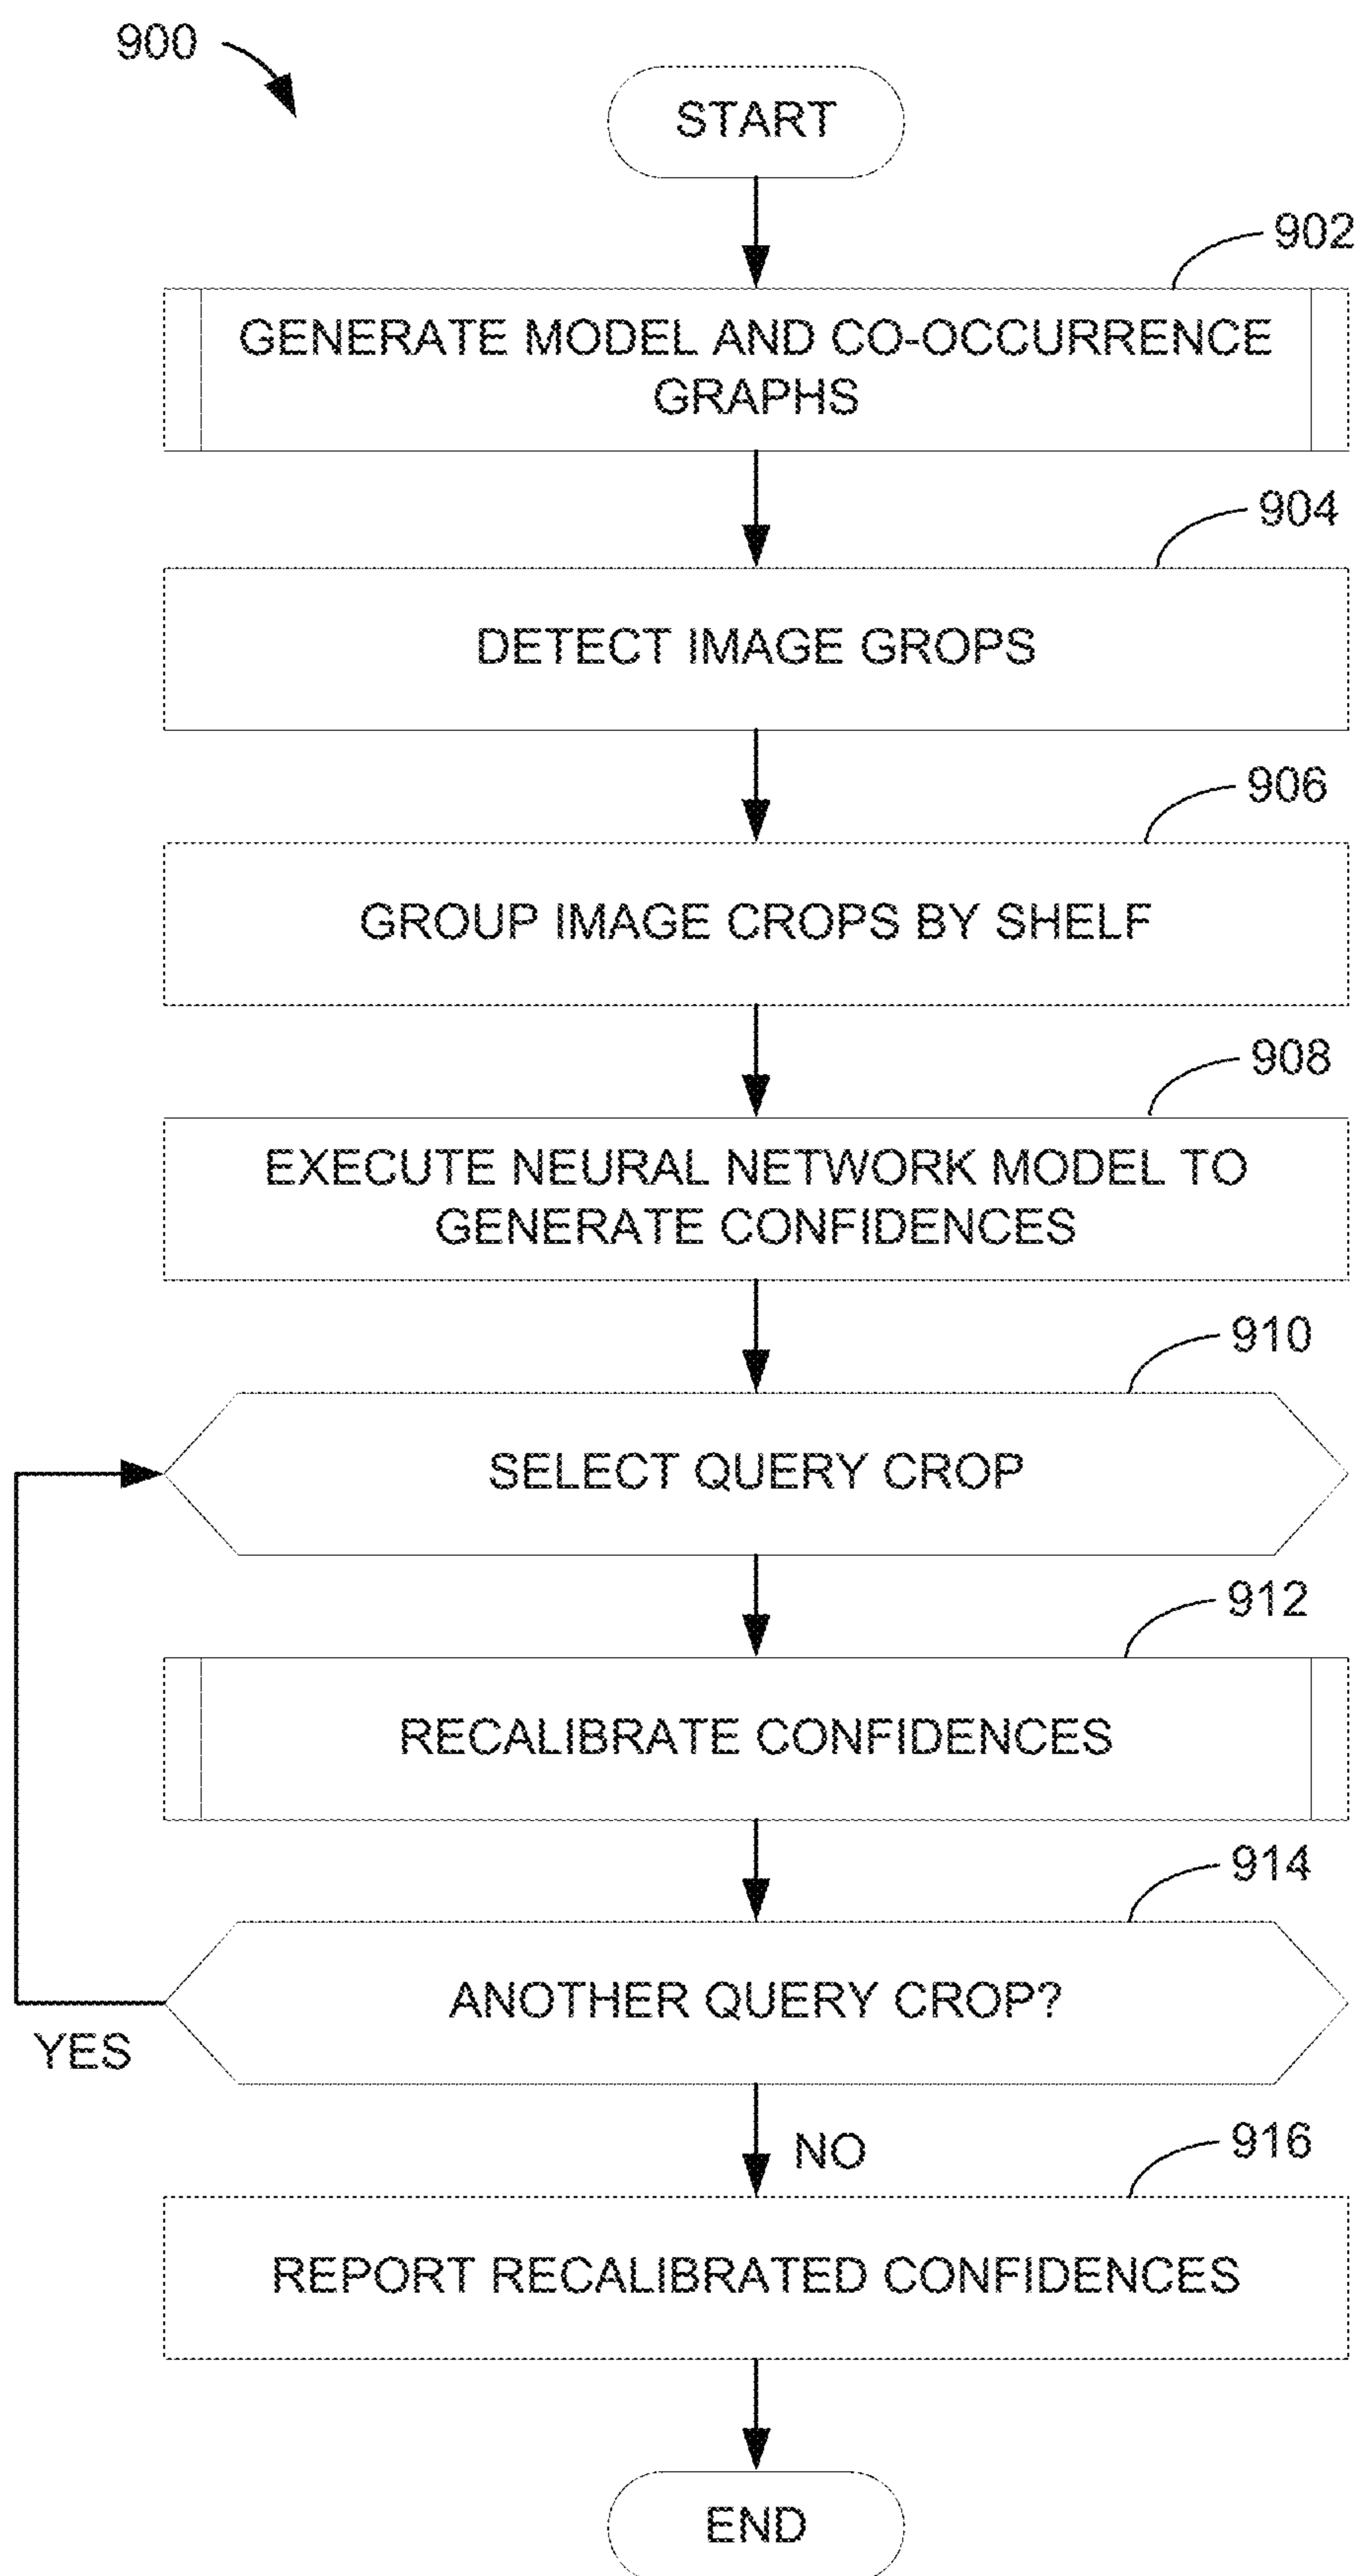 900
START
902
GENERATE MODEL AND CO-OCCURRENCE
GRAPHS
904
DETECT IMAGE GROPS
906
GROUP IMAGE CROPS BY SHELF
908
EXECUTE NEURAL NETWORK MODEL TO
GENERATE CONFIDENCES
910
SELECT QUERY CROP
912
RECALIBRATE CONFIDENCES
914
ANOTHER QUERY CROP?
YES
NO
916
REPORT RECALIBRATED CONFIDENCES
END